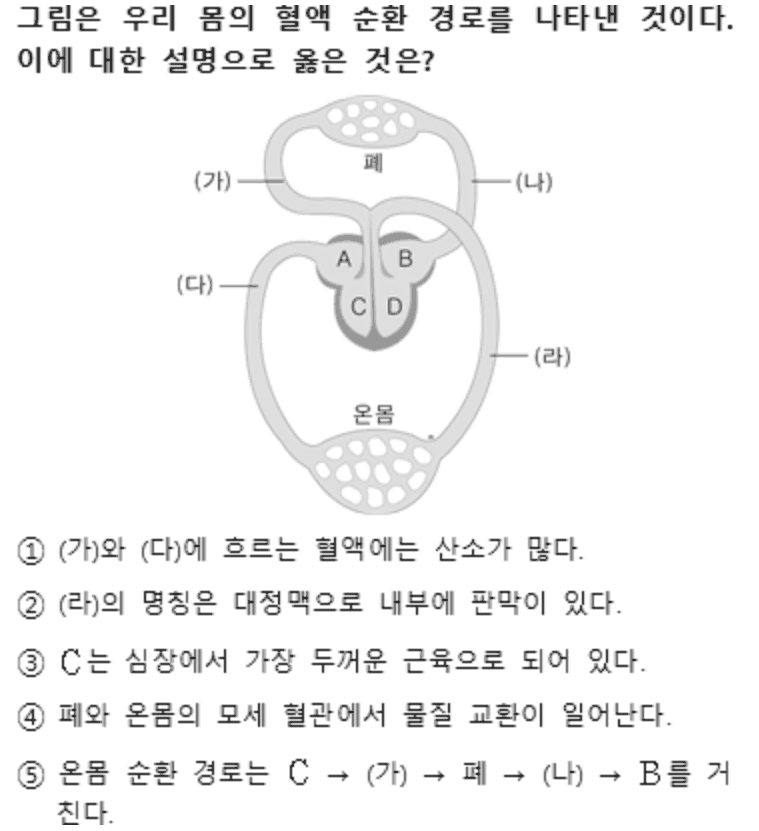 그림은 우리 몸의 혈액 순환 경로를 나타낸 것이다.
이에 대한 설명으로 옳은 것은?
폐
(가)
(나)
A
B
(다)
C
D
(라)
온몸
① (가)와 (다)에 흐르는 혈액에는 산소가 많다.
② (라)의 명칭은 대정맥으로 내부에 판막이 있다.
③ C는 심장에서 가장 두꺼운 근육으로 되어 있다.
④ 폐와 온몸의 모세 혈관에서 물질 교환이 일어난다.
⑤ 온몸 순환 경로는 C → (가) → 폐 → (나) → B를 거
친다.